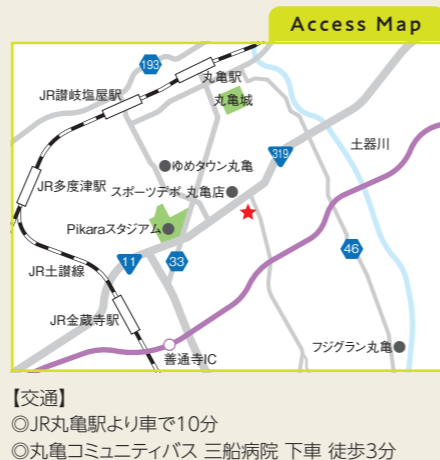 Access Map
193
丸亀駅
JR讃岐塩屋駅
丸亀城
319
土器川
ゆめタウン丸亀
JR多度津駅
スポーツデポ 丸亀店
Pikaraスタジアム
46
11
33
JR土讃線
JR金蔵寺駅
善通寺IC
フジグラン丸亀
【交通】
◎JR丸亀駅より車で10分
◎丸亀コミュニティバス 三船病院 下車 徒歩3分